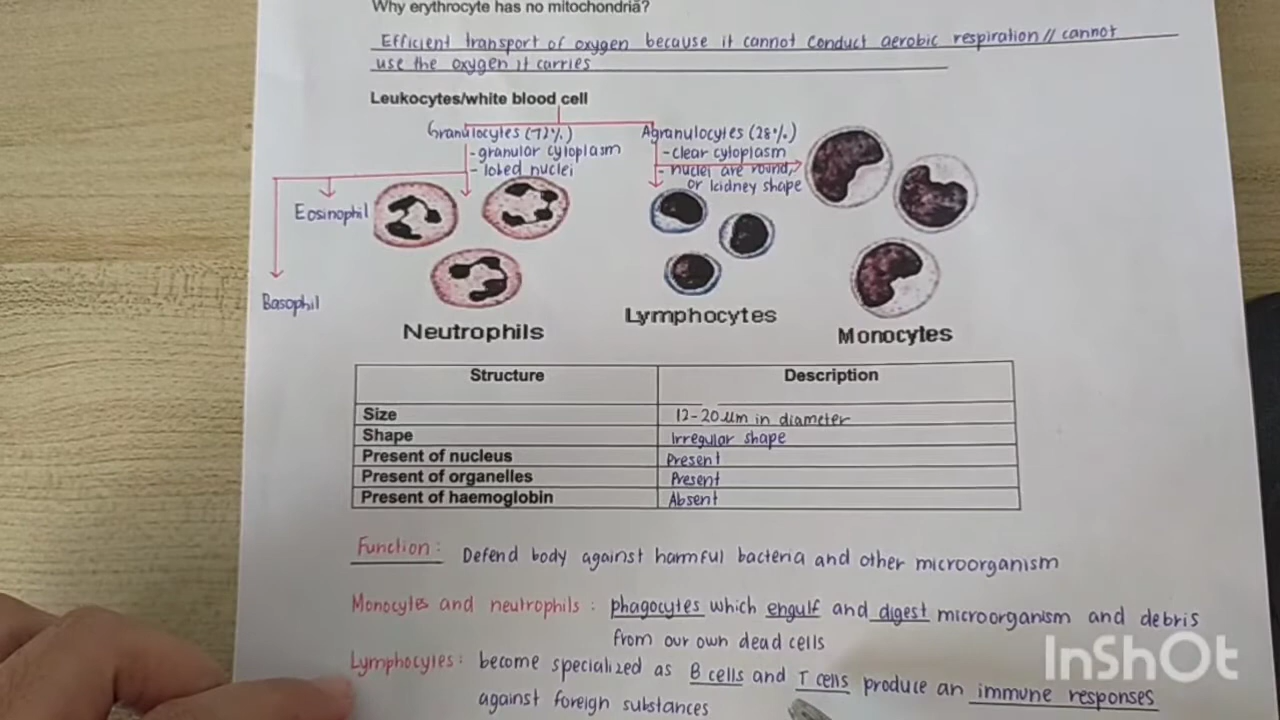 Why erythrocyte has no mitochondria?
Efficient transport of oxygen because it cannot conduct aerobic respiration // cannot
use the oxygen it carries
Leukocytes/white blood cell
Granulocytes (72%)
-granular cytoplasm
- lobed nuclei
Agranulocytes (28%)
-clear cytoplasm
- nuclei are round,
or kidney shape
Eosinophil
Basophil
Neutrophils
Lymphocytes
Monocytes
Structure Description
Size 12-20 µm in diameter
Shape Irregular shape
Present of nucleus Present
Present of organelles Present
Present of haemoglobin Absent
Function: Defend body against harmful bacteria and other microorganism
Monocytes and neutrophils: phagocytes which engulf and digest microorganism and debris
from our own dead cells
Lymphocytes: become specialized as B cells and T cells produce an immune responses
against foreign substances
InShOt